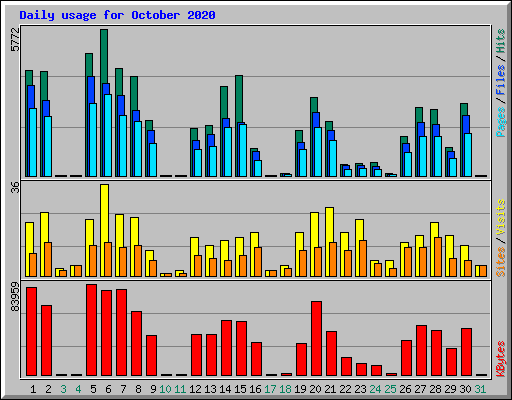 Daily usage for October 2020
5772
Pages / Files / Hits
36
Sites / Visits
83959
KBytes
1 2 3 4 5 6 7 8 9 10 11 12 13 14 15 16 17 18 19 20 21 22 23 24 25 26 27 28 29 30 31